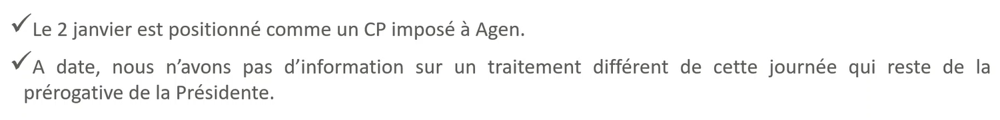 ✓Le 2 janvier est positionné comme un CP imposé à Agen.
✓A date, nous n’avons pas d’information sur un traitement différent de cette journée qui reste de la
prérogative de la Présidente.